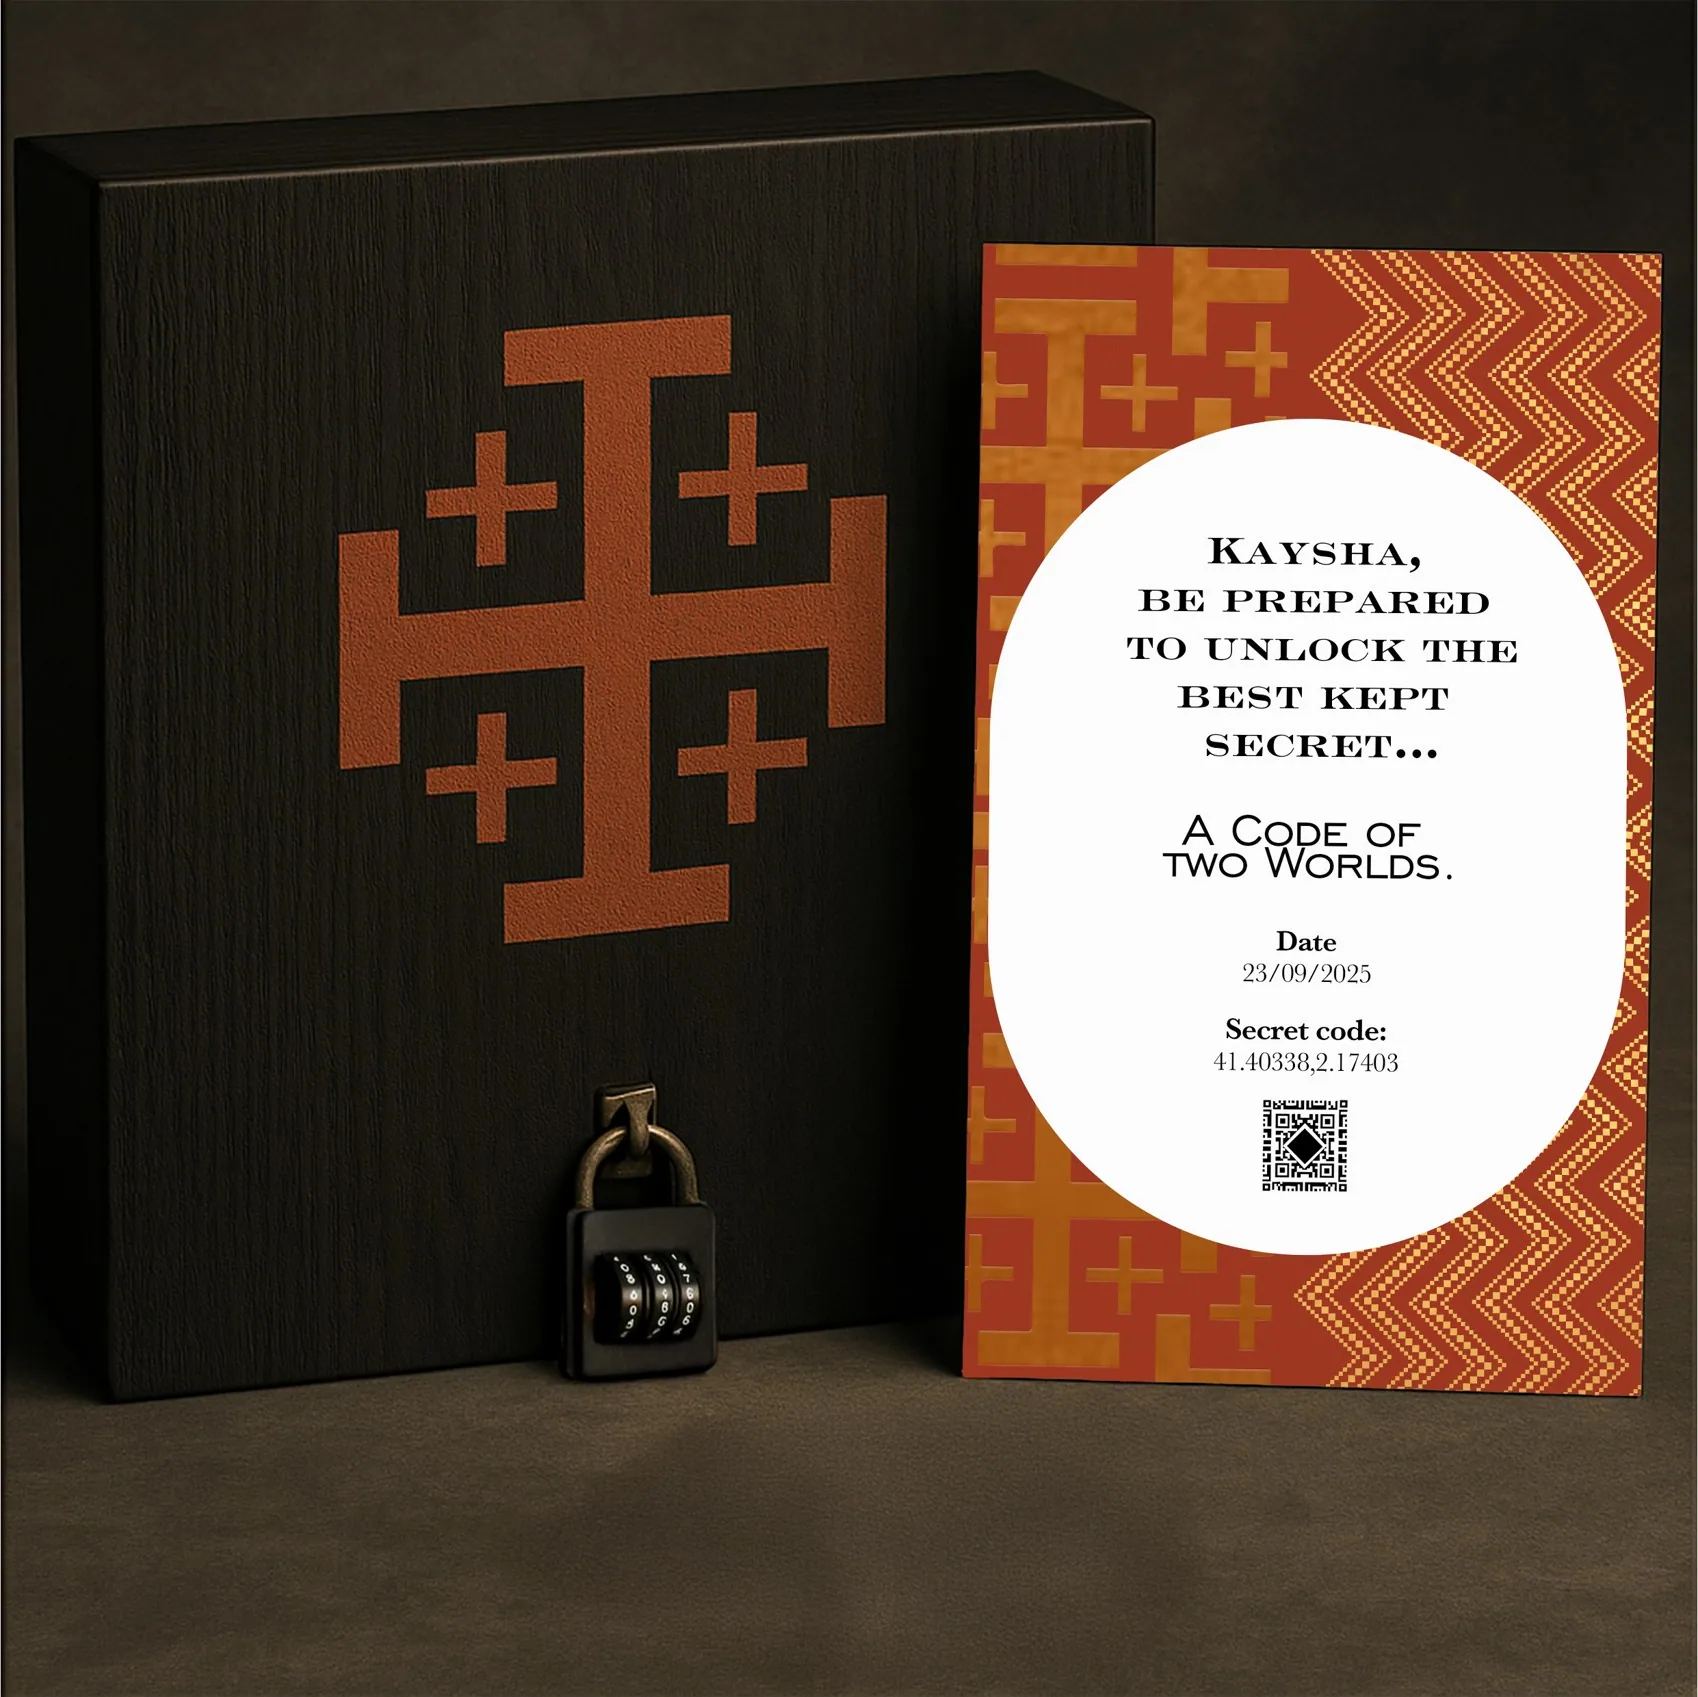 Kaysha,
be prepared
to unlock the
best kept
secret...
A Code of
two Worlds.
Date
23/09/2025
Secret code:
41.40338,2.17403